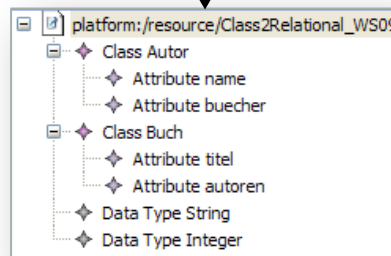 platform:/resource/Class2Relational_WS09
Class Autor
Attribute name
Attribute buecher
Class Buch
Attribute titel
Attribute autoren
Data Type String
Data Type Integer